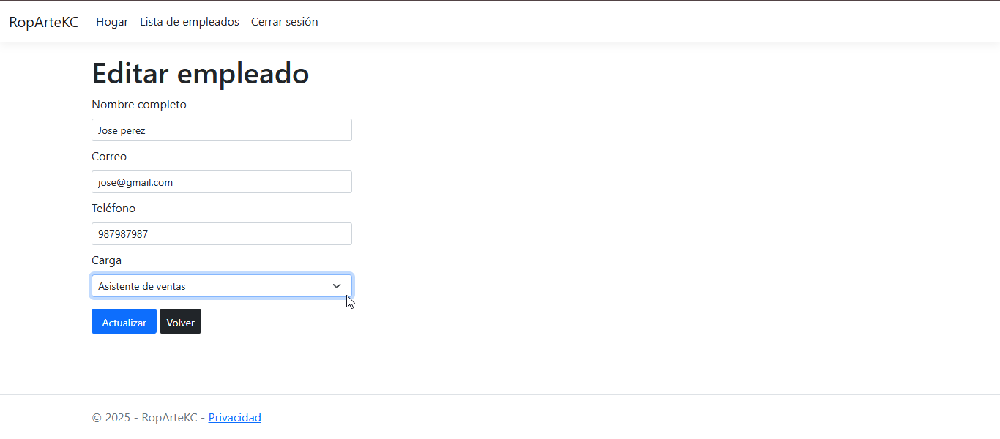 RopArteKC Hogar Lista de empleados Cerrar sesión
Editar empleado
Nombre completo
Jose perez
Correo
jose@gmail.com
Teléfono
987987987
Carga
Asistente de ventas
Actualizar Volver
© 2025 - RopArteKC - Privacidad